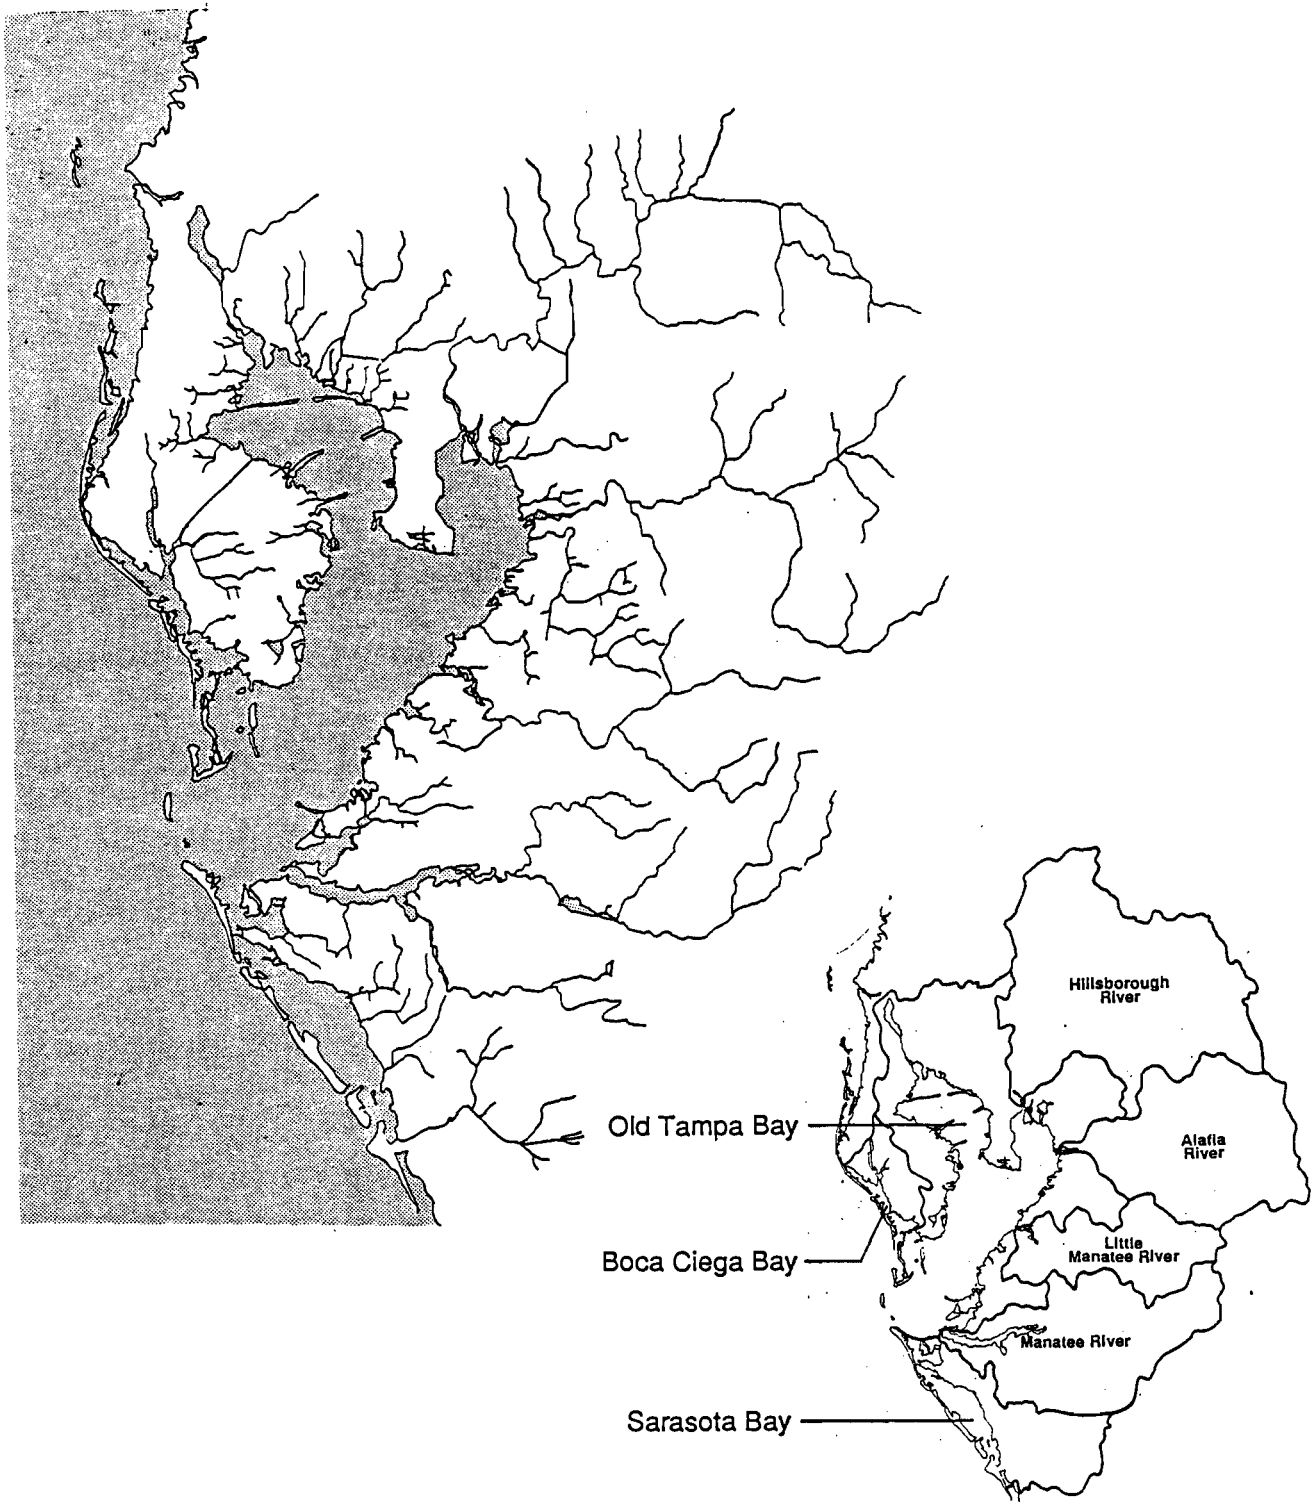 Hillsborough
River
Old Tampa Bay
Alafia
River
Little
Manatee River
Boca Ciega Bay
Manatee River
Sarasota Bay